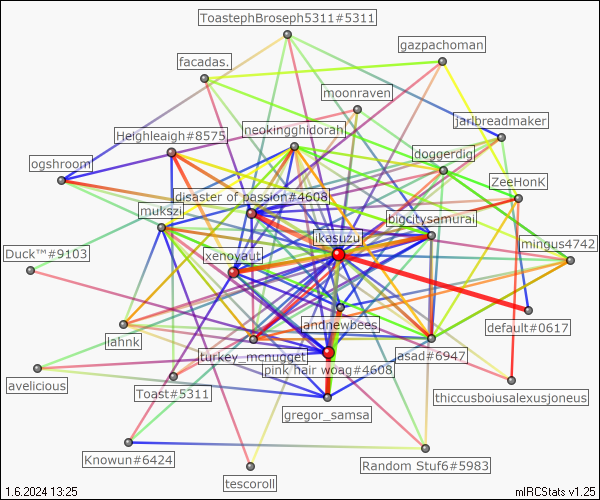 ToastephBroseph5311#5311
gazpachoman
facadas.
moonraven
jarlbreadmaker
neokingghidorah
Heighleaigh#8575
doggerdig
ogshroom
ZeeHonK
disaster of passion#4608
mukszi
bigcitysamurai
ikesuzu
mingus4742
Duck™#9103
xenoyaut
andnewbees
default#0617
lahnk
turkey_mcnugget
asad#6947
pink hair woag#4608
avelicious
Toast#5311
thiccusboiusalexusjoneus
gregor_samsa
Knowun#6424
Random Stuf6#5983
tescoroll
1.6.2024 13:25
mIRCStats v1.25